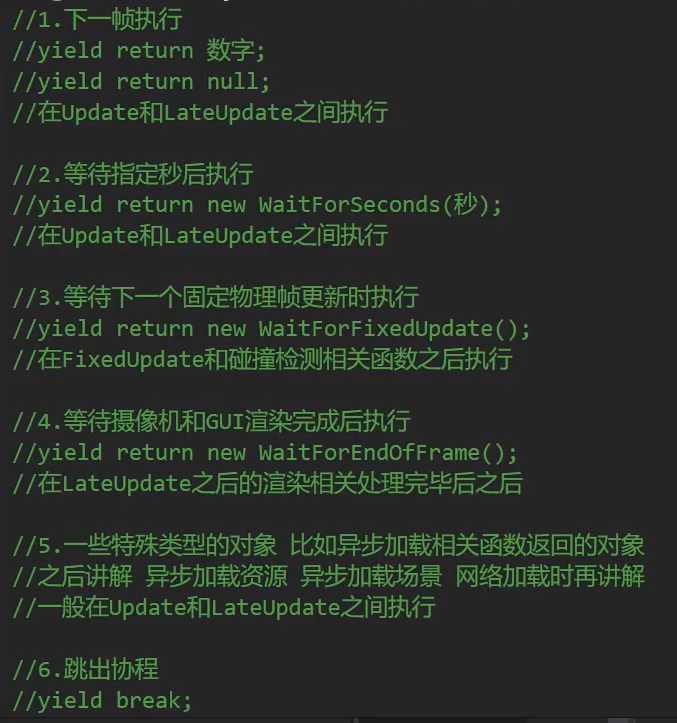 //1.下一帧执行
//yield return 数字;
//yield return null;
//在Update和LateUpdate之间执行
//2.等待指定秒后执行
//yield return new WaitForSeconds(秒);
//在Update和LateUpdate之间执行
//3.等待下一个固定物理帧更新时执行
//yield return new WaitForFixedUpdate();
//在FixedUpdate和碰撞检测相关函数之后执行
//4.等待摄像机和GUI渲染完成后执行
//yield return new WaitForEndOfFrame();
//在LateUpdate之后的渲染相关处理完毕后之后
//5.一些特殊类型的对象 比如异步加载相关函数返回的对象
//之后讲解 异步加载资源 异步加载场景 网络加载时再讲解
//一般在Update和LateUpdate之间执行
//6.跳出协程
//yield break;